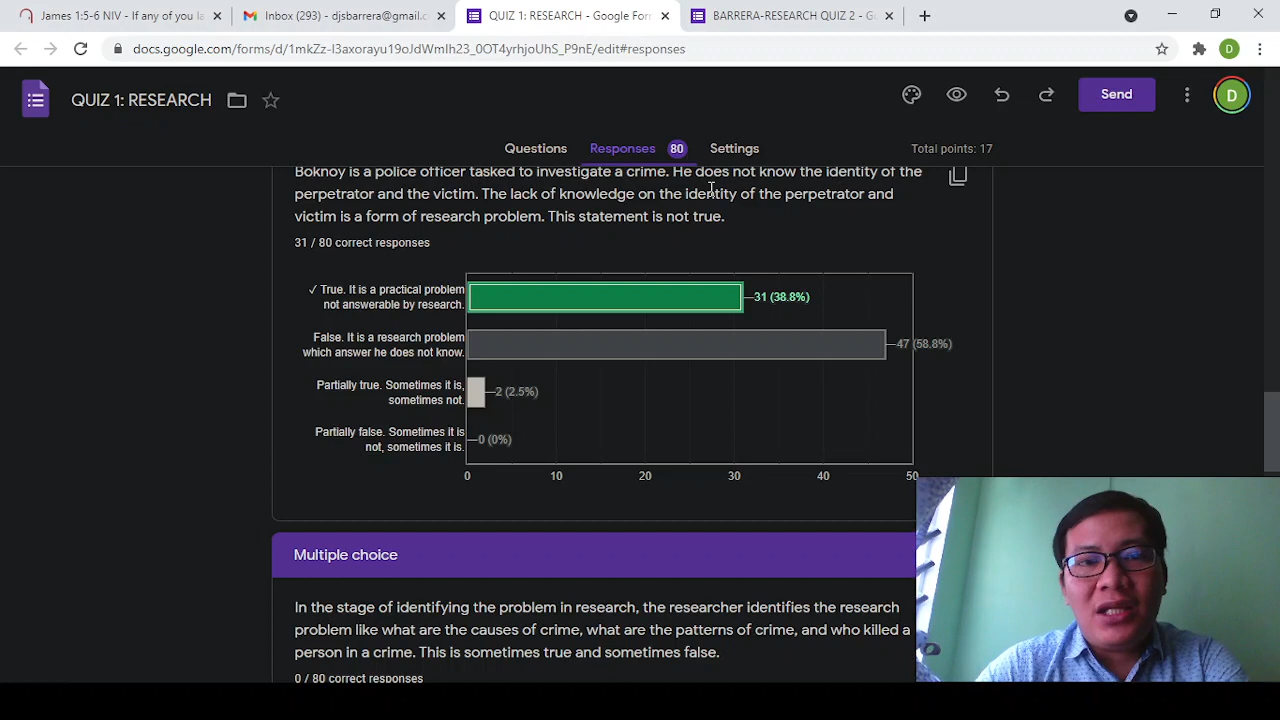 James 1:5-6 NIV - If any of you la
Inbox (293) - djsbarrera@gmail.c
QUIZ 1: RESEARCH - Google Form
BARRERA-RESEARCH QUIZ 2 - Go
docs.google.com/forms/d/1mkZz-I3axorayu19oJdWmIh23_0OT4yrhjoUhS_P9nE/edit#responses
D
QUIZ 1: RESEARCH
Send
D
Questions
Responses 80
Settings
Total points: 17
Boknoy is a police officer tasked to investigate a crime. He does not know the identity of the
perpetrator and the victim. The lack of knowledge on the identity of the perpetrator and
victim is a form of research problem. This statement is not true.
31 / 80 correct responses
✓ True. It is a practical problem
not answerable by research.
31 (38.8%)
False. It is a research problem
which answer he does not know.
47 (58.8%)
Partially true. Sometimes it is,
sometimes not.
2 (2.5%)
Partially false. Sometimes it is
not, sometimes it is.
0 (0%)
0 10 20 30 40 50
Multiple choice
In the stage of identifying the problem in research, the researcher identifies the research
problem like what are the causes of crime, what are the patterns of crime, and who killed a
person in a crime. This is sometimes true and sometimes false.
0 / 80 correct responses